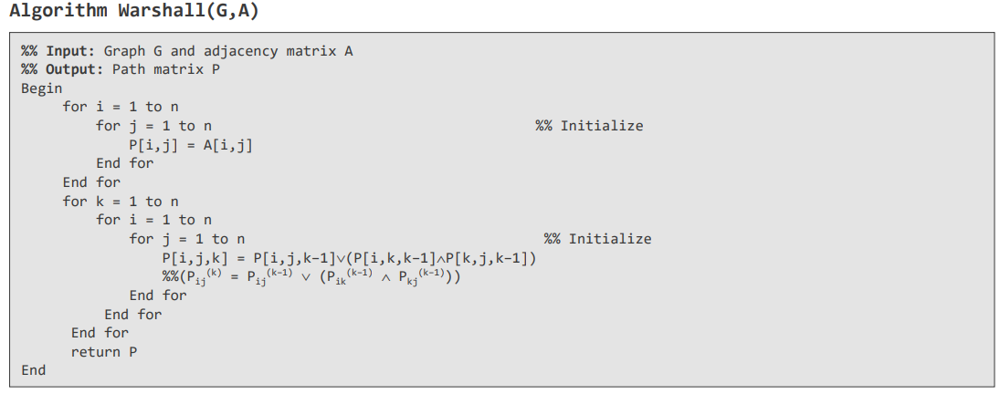 Algorithm Warshall(G,A)
%% Input: Graph G and adjacency matrix A
%% Output: Path matrix P
Begin
for i = 1 to n
for j = 1 to n %% Initialize
P[i,j] = A[i,j]
End for
End for
for k = 1 to n
for i = 1 to n
for j = 1 to n %% Initialize
P[i,j,k] = P[i,j,k−1]∨(P[i,k,k−1]∧P[k,j,k−1])
%%(Pij(k) = Pij(k−1) ∨ (Pik(k−1) ∧ Pkj(k−1)))
End for
End for
End for
return P
End